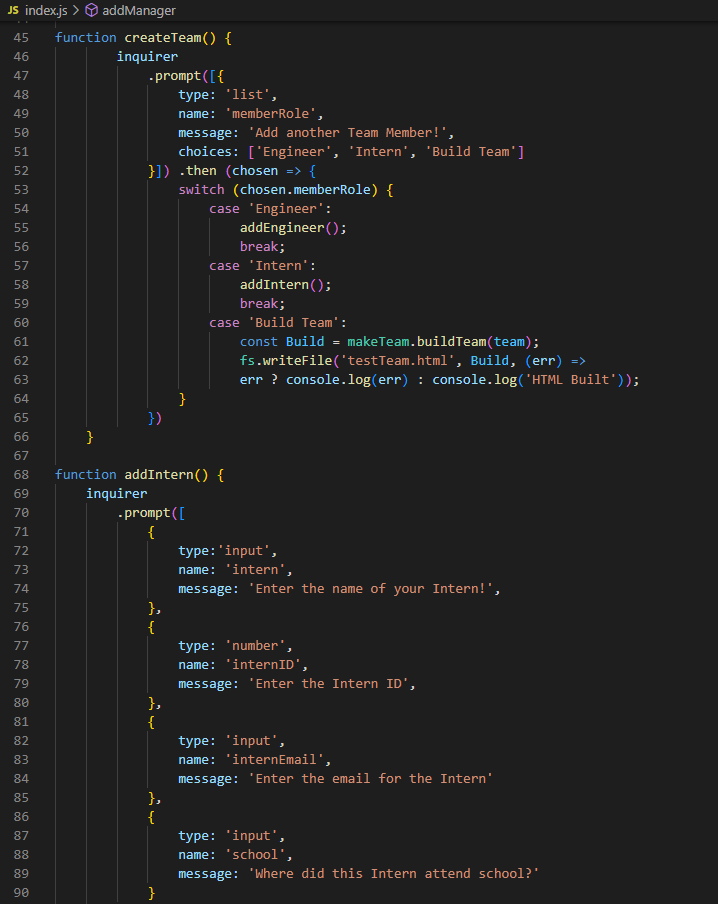 JS index.js > addManager
45 function createTeam() {
46 inquirer
47 .prompt([{
48 type: 'list',
49 name: 'memberRole',
50 message: 'Add another Team Member!',
51 choices: ['Engineer', 'Intern', 'Build Team']
52 }]) .then (chosen => {
53 switch (chosen.memberRole) {
54 case 'Engineer':
55 addEngineer();
56 break;
57 case 'Intern':
58 addIntern();
59 break;
60 case 'Build Team':
61 const Build = makeTeam.buildTeam(team);
62 fs.writeFile('testTeam.html', Build, (err) =>
63 err ? console.log(err) : console.log('HTML Built'));
64 }
65 })
66 }
67
68 function addIntern() {
69 inquirer
70 .prompt([
71 {
72 type:'input',
73 name: 'intern',
74 message: 'Enter the name of your Intern!',
75 },
76 {
77 type: 'number',
78 name: 'internID',
79 message: 'Enter the Intern ID',
80 },
81 {
82 type: 'input',
83 name: 'internEmail',
84 message: 'Enter the email for the Intern'
85 },
86 {
87 type: 'input',
88 name: 'school',
89 message: 'Where did this Intern attend school?'
90 }